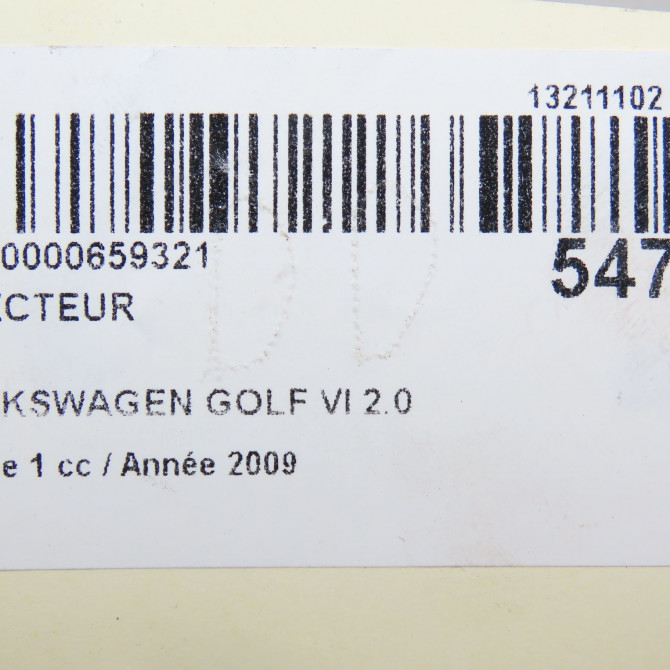 13211102
0000659321
547
ECTEUR
KSWAGEN GOLF VI 2.0
e 1 cc / Année 2009